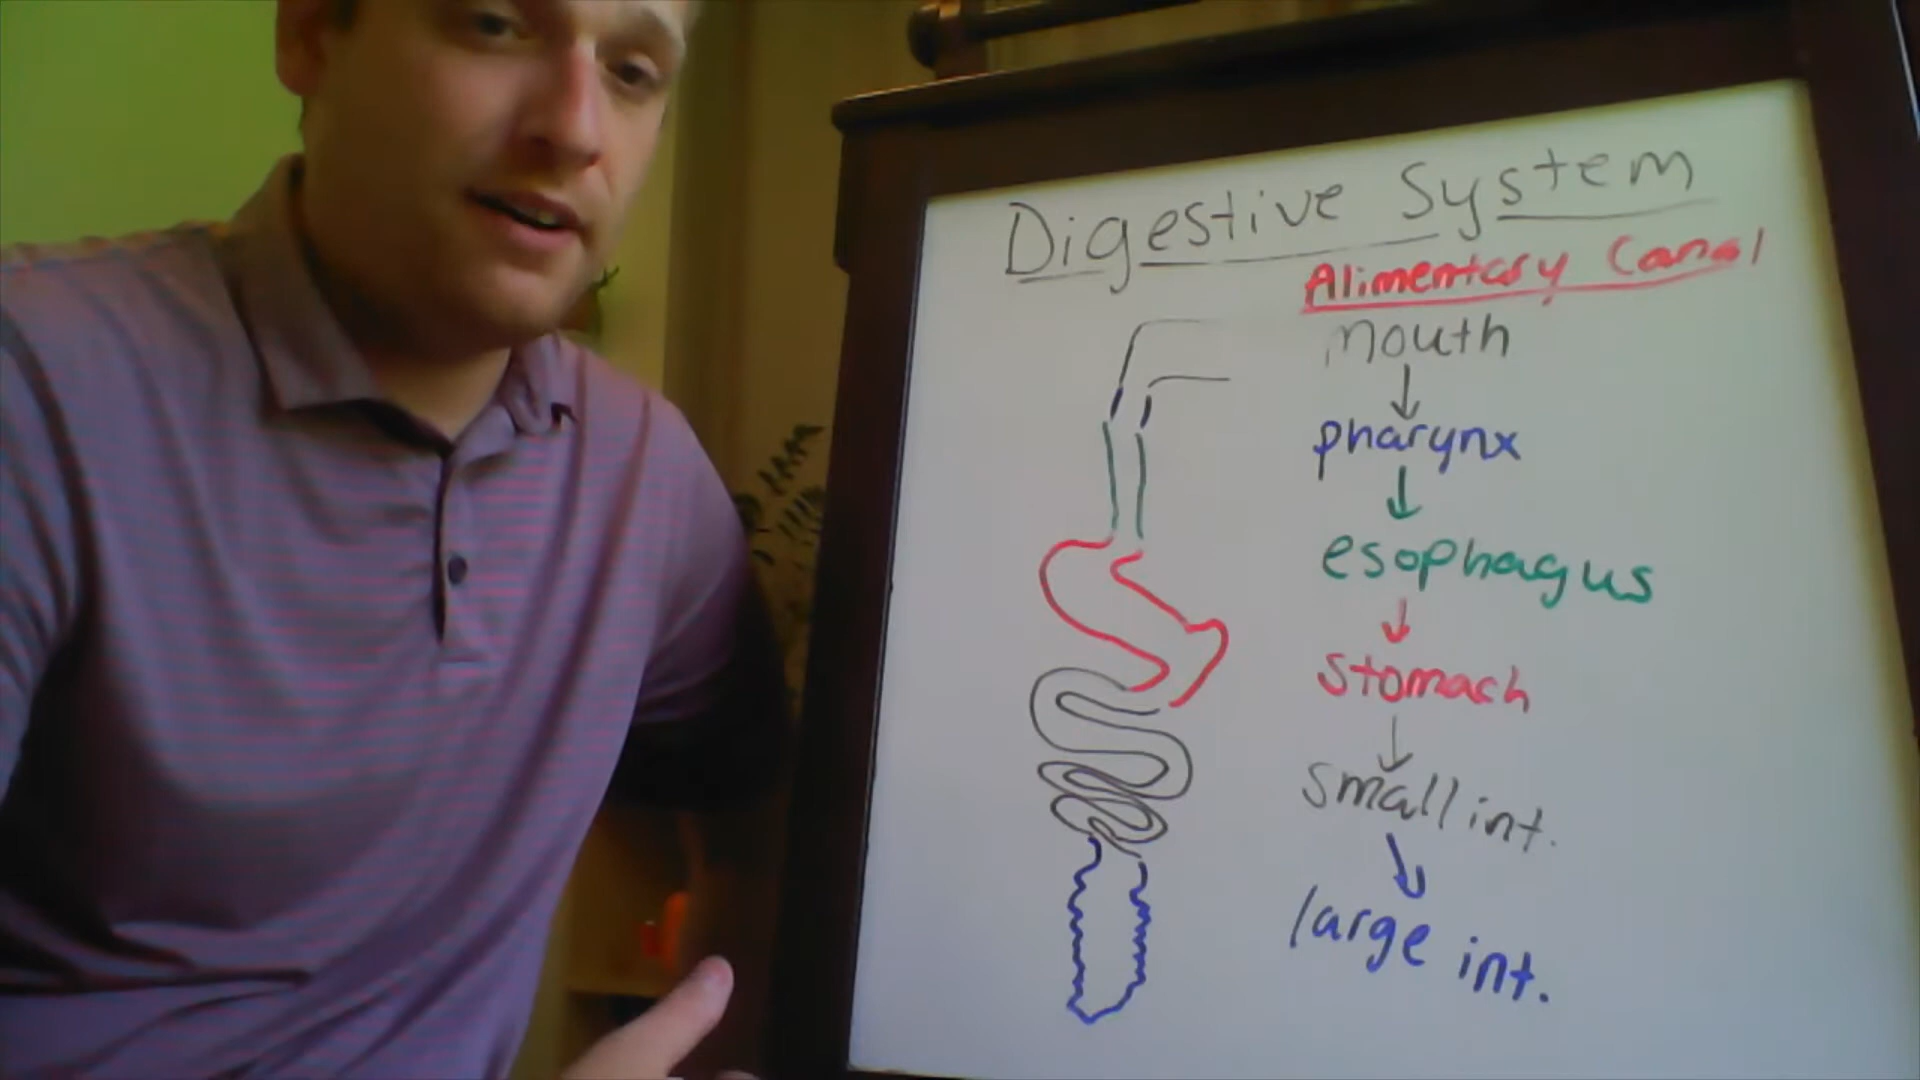 Digestive System
Alimentary Canal
mouth
↓
pharynx
↓
esophagus
↓
stomach
↓
small int.
↓
large int.